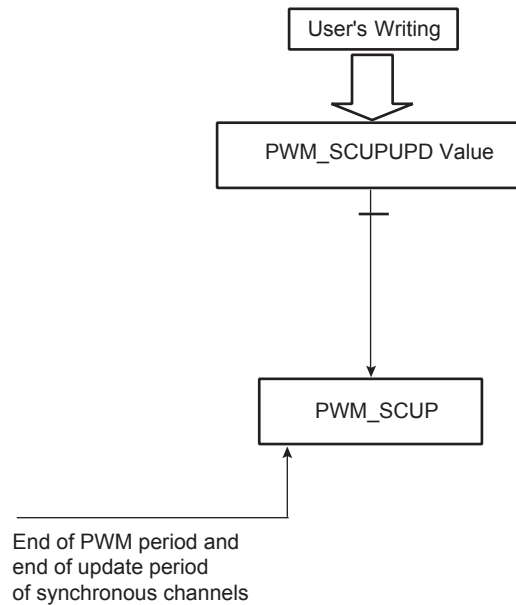 User's Writing
PWM_SCUPUPD Value
PWM_SCUP
End of PWM period and
end of update period
of synchronous channels